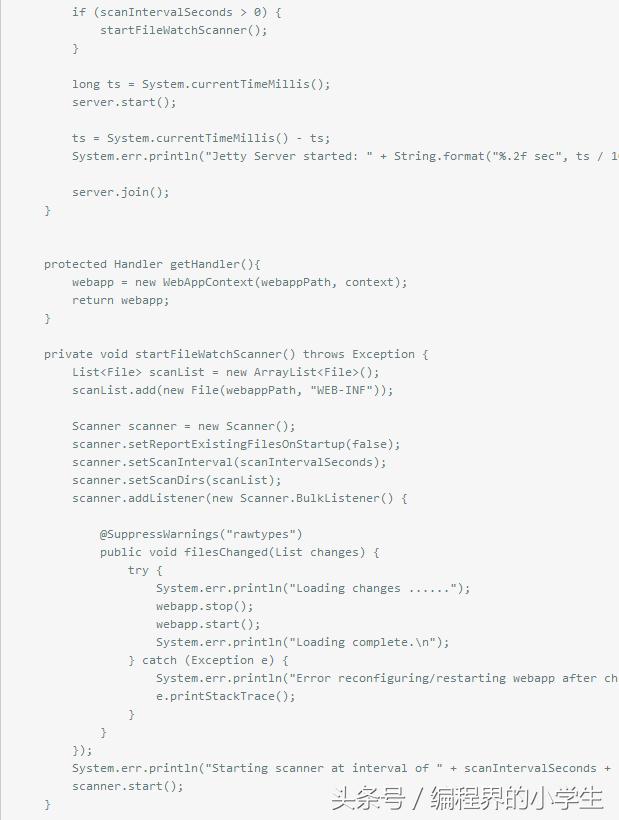 if (scanIntervalSeconds > 0) {
startFileWatchScanner();
}
long ts = System.currentTimeMillis();
server.start();
ts = System.currentTimeMillis() - ts;
System.err.println("Jetty Server started: " + String.format("%.2f sec", ts / 1
server.join();
}
protected Handler getHandler(){
webapp = new WebAppContext(webappPath, context);
return webapp;
}
private void startFileWatchScanner() throws Exception {
List<File> scanList = new ArrayList<File>();
scanList.add(new File(webappPath, "WEB-INF"));
Scanner scanner = new Scanner();
scanner.setReportExistingFilesOnStartup(false);
scanner.setScanInterval(scanIntervalSeconds);
scanner.setScanDirs(scanList);
scanner.addListener(new Scanner.BulkListener() {
@SuppressWarnings("rawtypes")
public void filesChanged(List changes) {
try {
System.err.println("Loading changes ......");
webapp.stop();
webapp.start();
System.err.println("Loading complete.\n");
} catch (Exception e) {
System.err.println("Error reconfiguring/restarting webapp after ch
e.printStackTrace();
}
}
});
System.err.println("Starting scanner at interval of " + scanIntervalSeconds +
scanner.start();
}
头条号 / 编程界的小学生